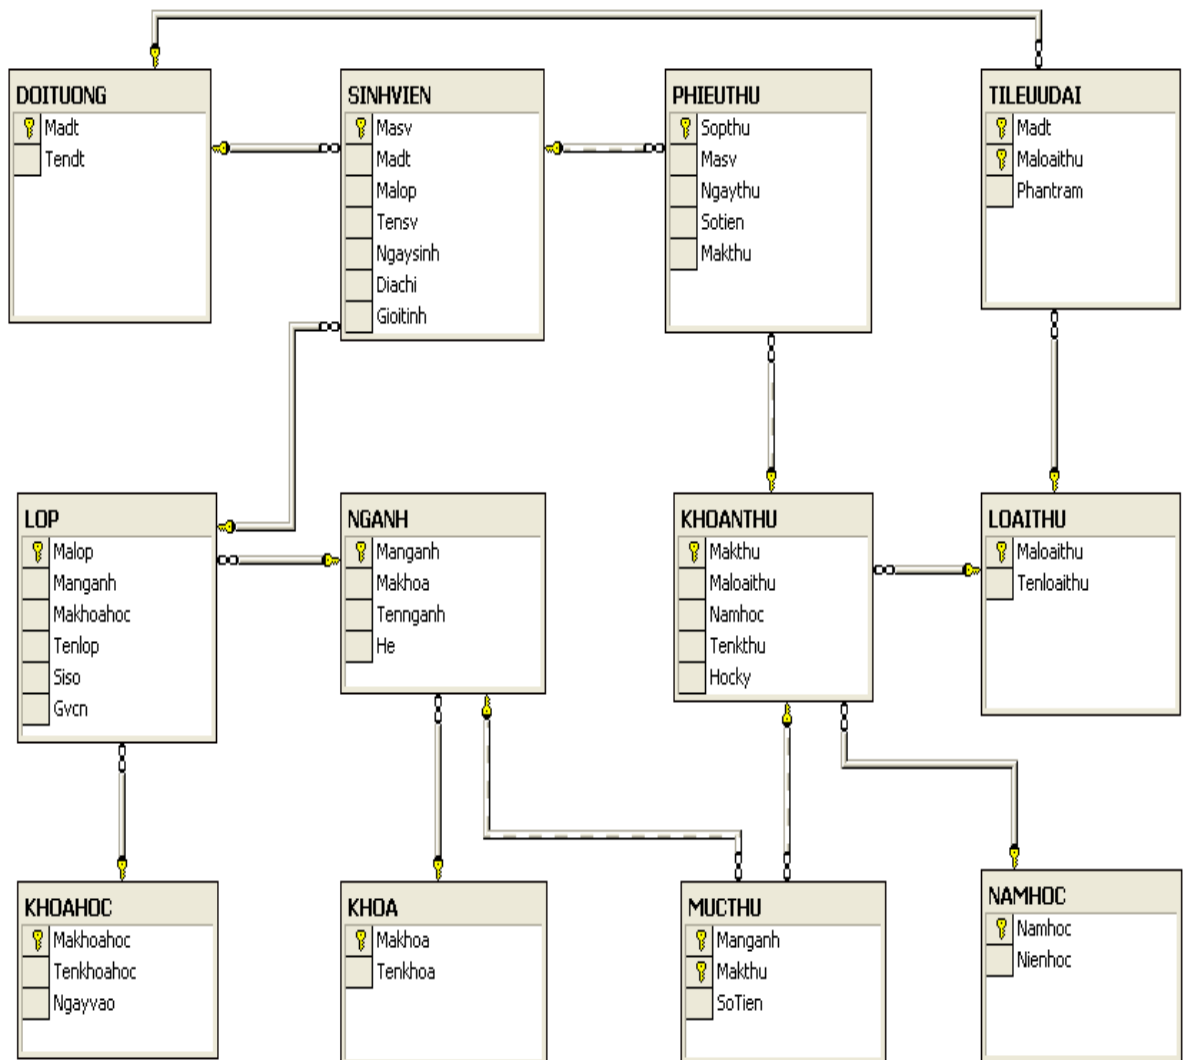 DOITUONG
Madt
Tendt
SINHVIEN
Masv
Madt
Malop
Tensv
Ngaysinh
Diachi
Gioitinh
PHIEUTHU
Sopthu
Masv
Ngaythu
Sotien
Makthu
TILEUUDAI
Madt
Maloaithu
Phantram
LOP
Malop
Manganh
Makhoahoc
Tenlop
Siso
Gvcn
NGANH
Manganh
Makhoa
Tennganh
He
KHOANTHU
Makthu
Maloaithu
Namhoc
Tenkthu
Hocky
LOAITHU
Maloaithu
Tenloaithu
KHOAHOC
Makhoahoc
Tenkhoahoc
Ngayvao
KHOA
Makhoa
Tenkhoa
MUCTHU
Manganh
Makthu
SoTien
NAMHOC
Namhoc
Nienhoc